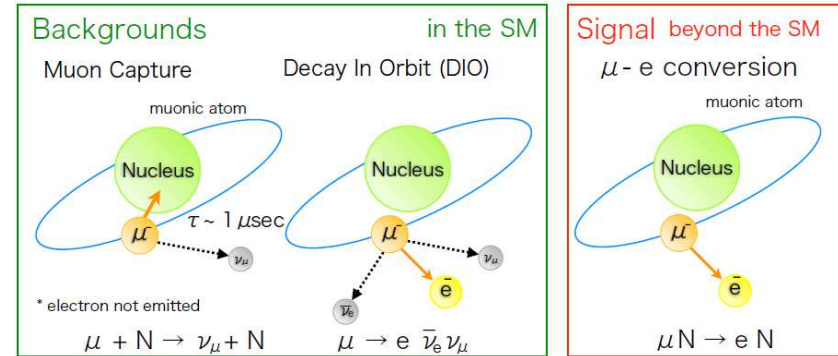 Backgrounds in the SM
Muon Capture
muonic atom
Nucleus
μ⁻
τ ~ 1 μsec
ν_μ
* electron not emitted
μ + N → ν_μ + N
Decay In Orbit (DIO)
Nucleus
μ⁻
ν_μ
ē
ν̄_e
μ → e ν̄_e ν_μ
Signal beyond the SM
μ - e conversion
muonic atom
Nucleus
μ⁻
ē
μ N → e N